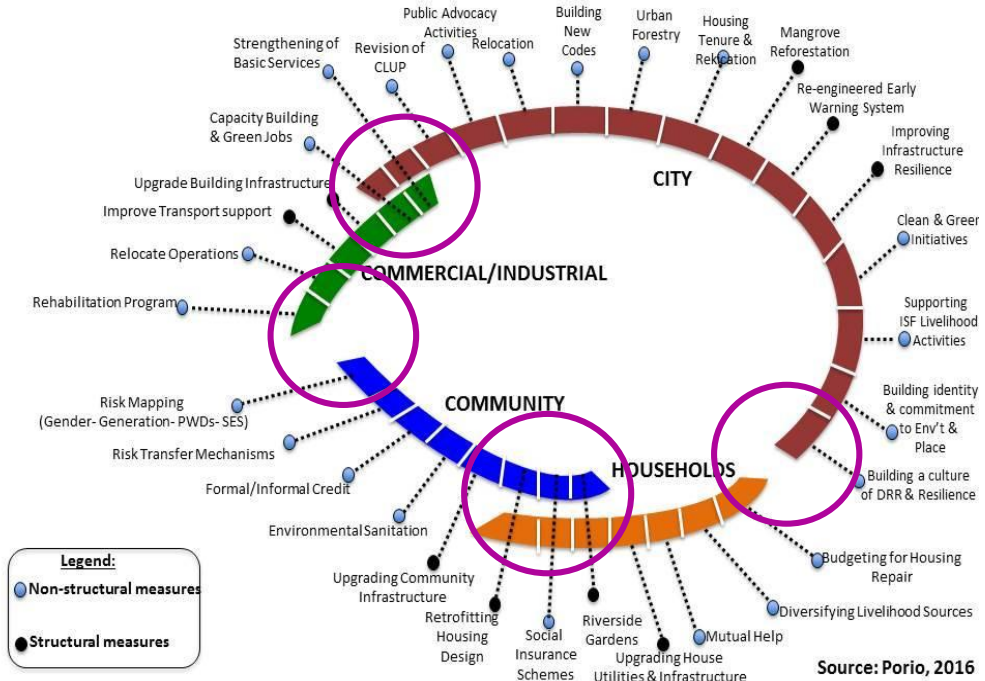 Public Advocacy
Activities
Building
New
Codes
Urban
Forestry
Housing
Tenure &
Relocation
Mangrove
Reforestation
Strengthening of
Basic Services
Revision of
CLUP
Relocation
Re-engineered Early
Warning System
Capacity Building
& Green Jobs
Improving
Infrastructure
Resilience
CITY
Upgrade Building Infrastructure
Improve Transport support
Clean & Green
Initiatives
Relocate Operations
COMMERCIAL/INDUSTRIAL
Rehabilitation Program
Supporting
ISF Livelihood
Activities
Risk Mapping
(Gender- Generation- PWDs- SES)
COMMUNITY
Building identity
& commitment
to Env't &
Place
Risk Transfer Mechanisms
HOUSEHOLDS
Formal/Informal Credit
Building a culture
of DRR & Resilience
Environmental Sanitation
Budgeting for Housing
Repair
Upgrading Community
Infrastructure
Retrofitting
Housing
Design
Social
Insurance
Schemes
Riverside
Gardens
Upgrading House
Utilities & Infrastructure
Mutual Help
Diversifying Livelihood Sources
Legend:
Non-structural measures
Structural measures
Source: Porio, 2016